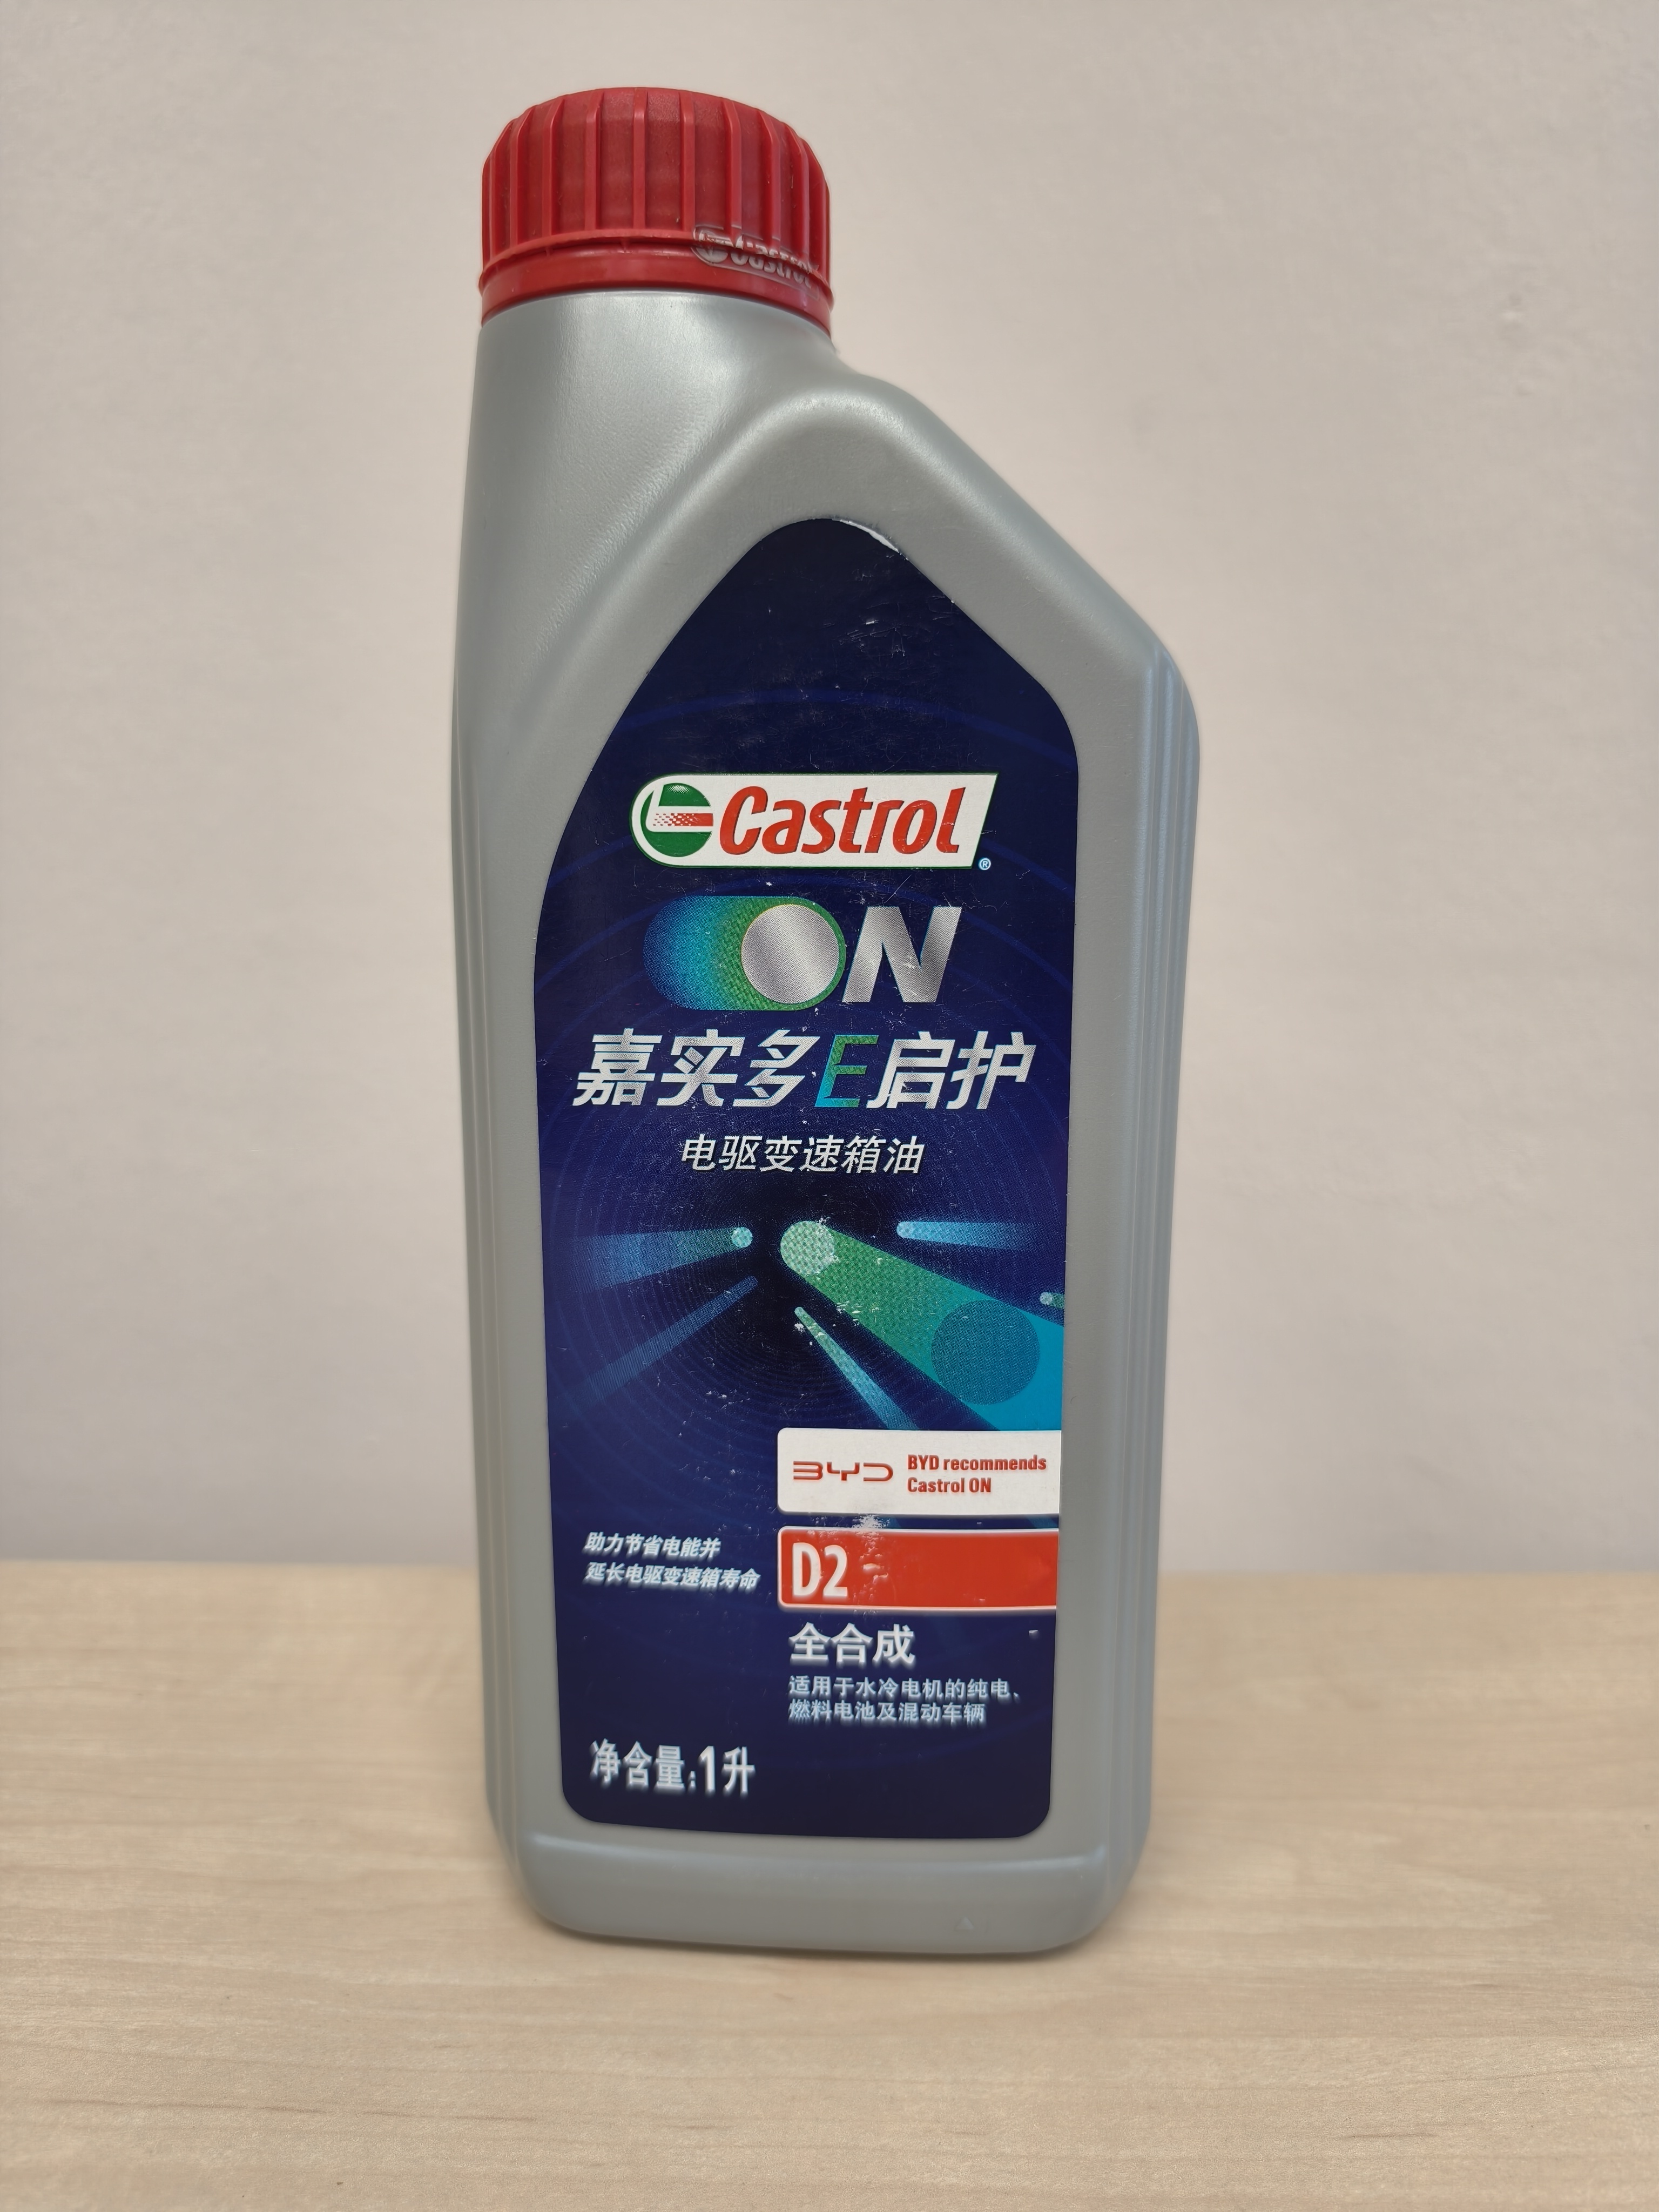 Castrol
Castrol
®
ON
嘉实多E启护
电驱变速箱油
BYD
BYD recommends
Castrol ON
助力节省电能并
延长电驱变速箱寿命
D2
全合成
适用于水冷电机的纯电、
燃料电池及混动车辆
净含量:1升